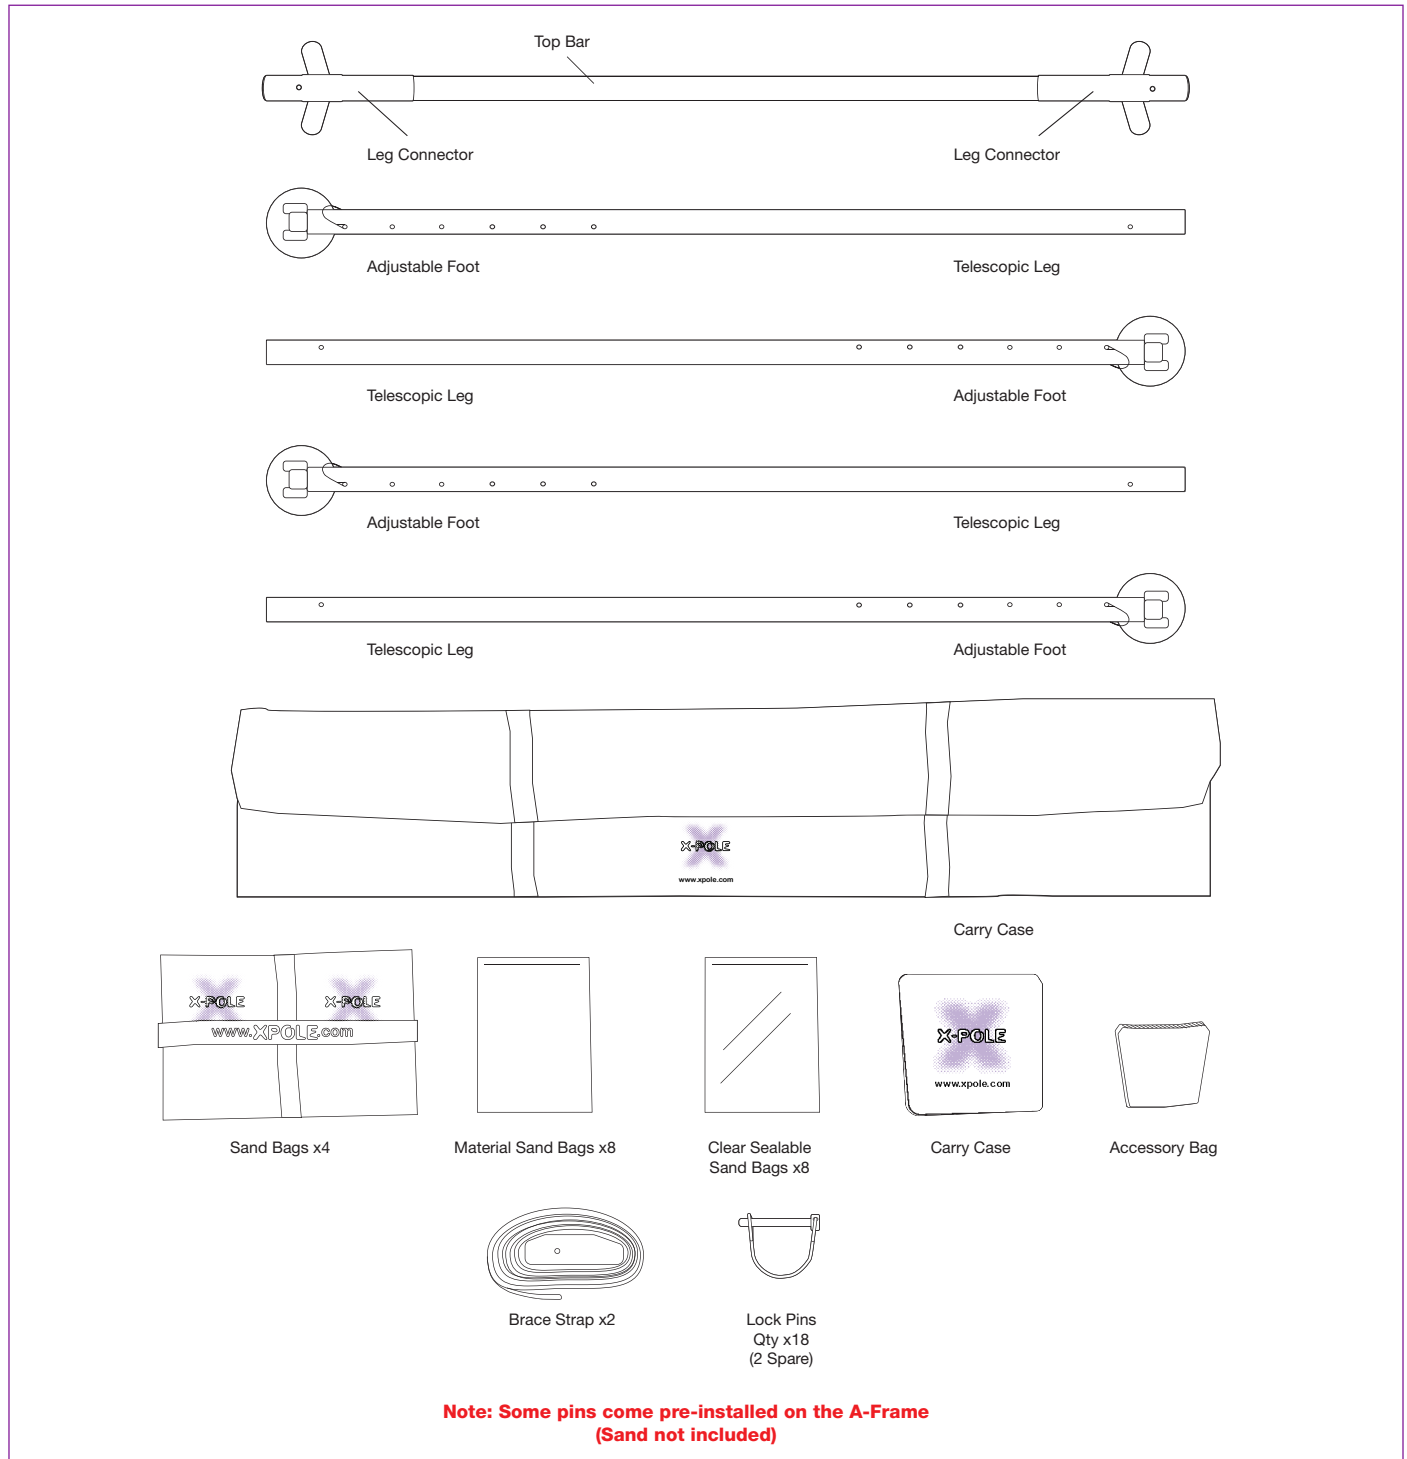 Top Bar
Leg Connector
Leg Connector
Adjustable Foot
Telescopic Leg
Telescopic Leg
Adjustable Foot
Adjustable Foot
Telescopic Leg
Telescopic Leg
Adjustable Foot
X-POLE
www.xpole.com
Carry Case
X-POLE
X-POLE
www.XPOLE.com
Sand Bags x4
Material Sand Bags x8
Clear Sealable
Sand Bags x8
X-POLE
www.xpole.com
Carry Case
Accessory Bag
Brace Strap x2
Lock Pins
Qty x18
(2 Spare)
Note: Some pins come pre-installed on the A-Frame
(Sand not included)